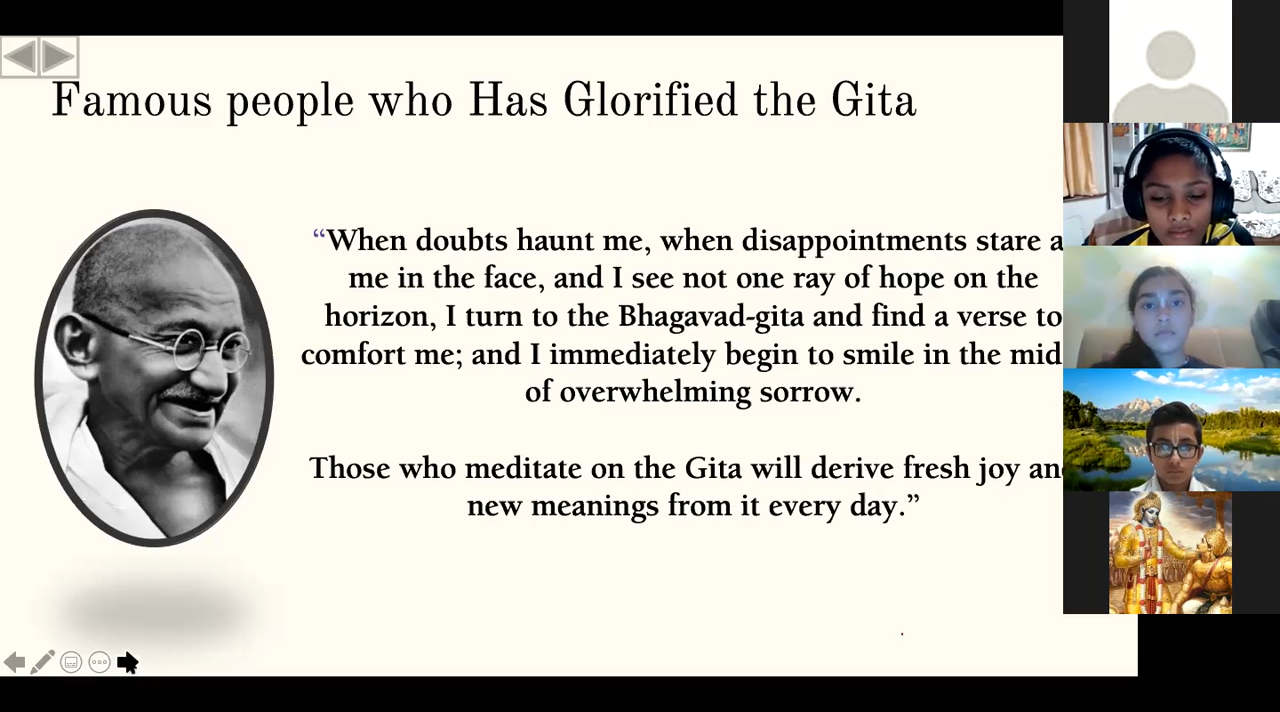 Famous people who Has Glorified the Gita
“When doubts haunt me, when disappointments stare a
me in the face, and I see not one ray of hope on the
horizon, I turn to the Bhagavad-gita and find a verse to
comfort me; and I immediately begin to smile in the mid
of overwhelming sorrow.
Those who meditate on the Gita will derive fresh joy an
new meanings from it every day.”